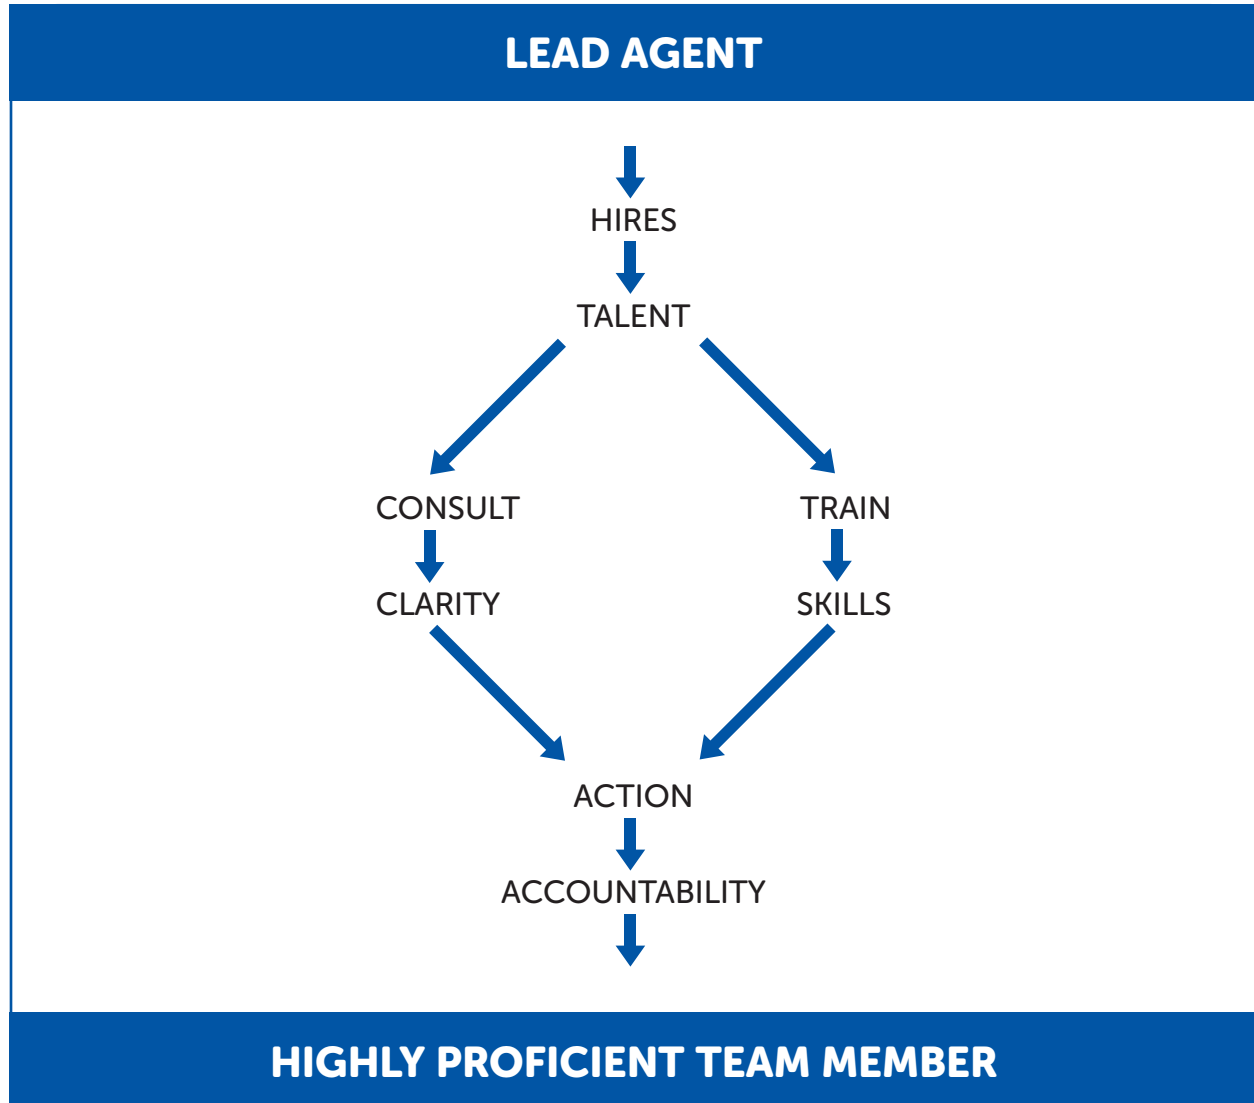 LEAD AGENT
HIRES
TALENT
CONSULT
TRAIN
CLARITY
SKILLS
ACTION
ACCOUNTABILITY
HIGHLY PROFICIENT TEAM MEMBER